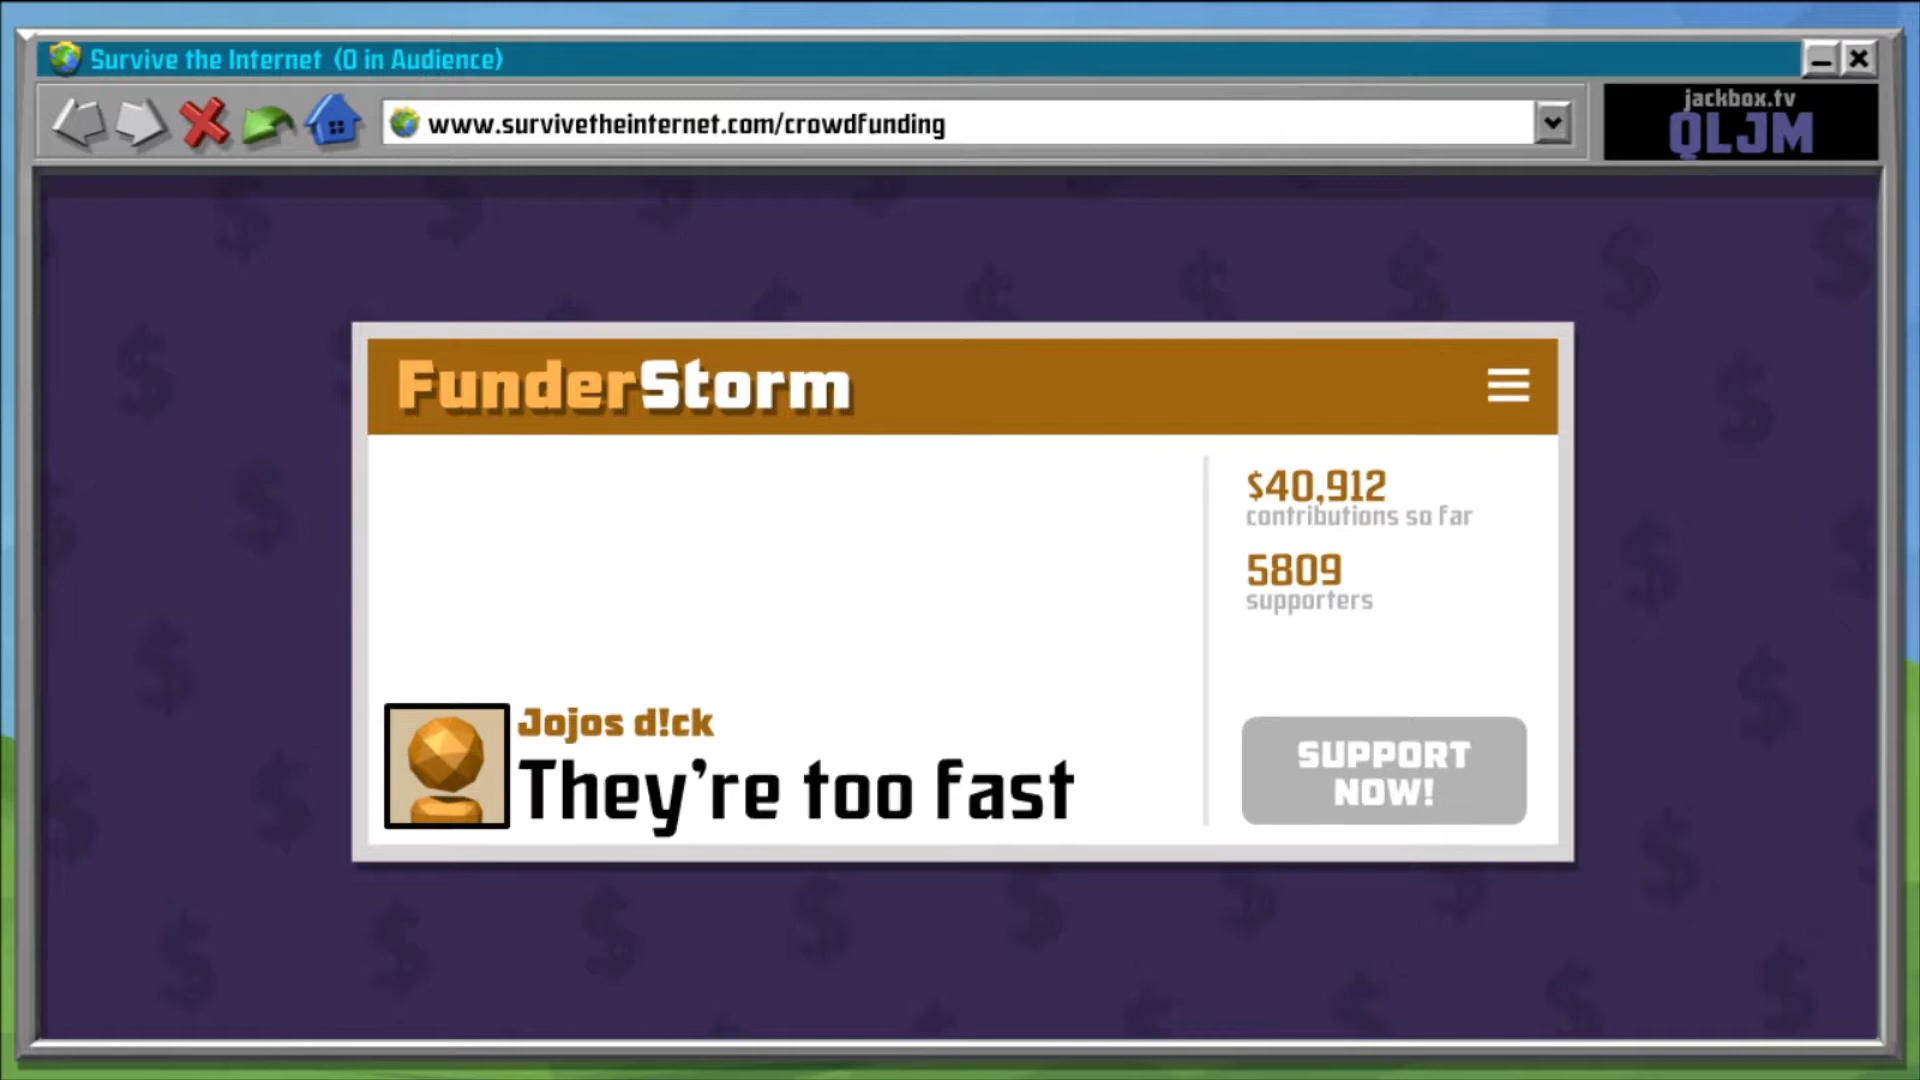 Survive the Internet (0 in Audience)
www.survivetheinternet.com/crowdfunding
jackbox.tv
QLJM
FunderStorm
$40,912
contributions so far
5809
supporters
Jojos d!ck
They're too fast
SUPPORT
NOW!